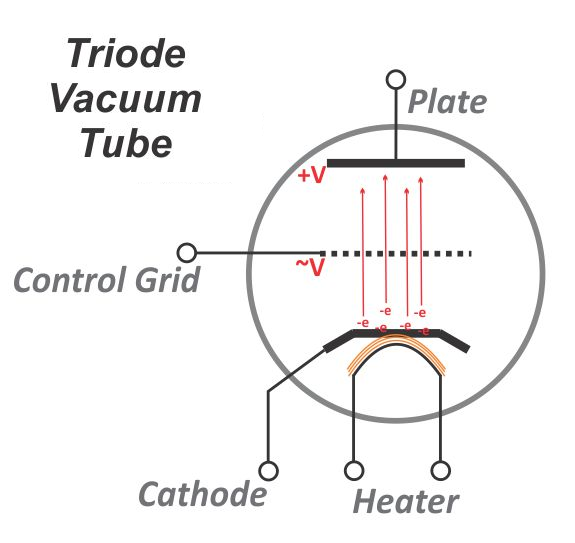 Triode
Vacuum
Tube
Plate
+V
Control Grid
~V
-e
-e
-e
-e
-e
-e
Cathode
Heater